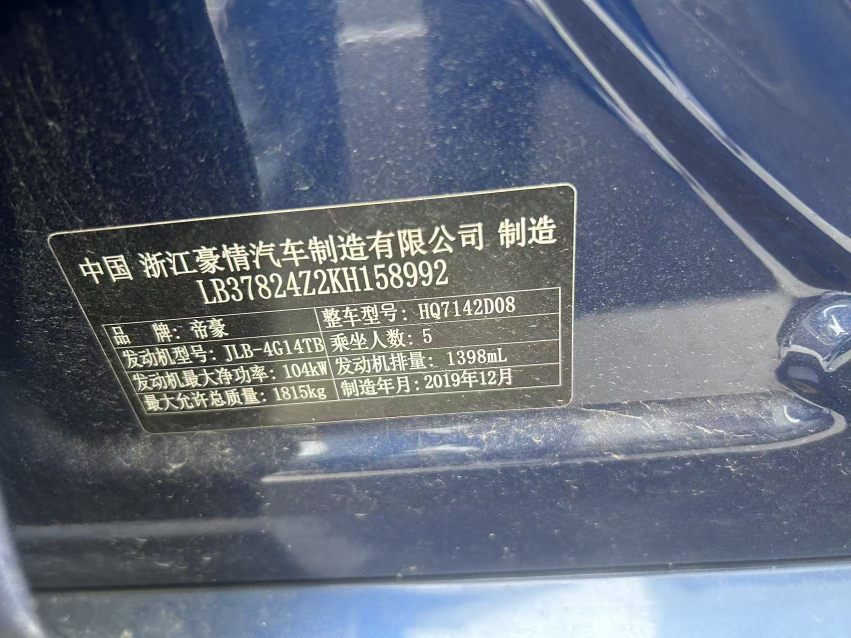 中国 浙江豪情汽车制造有限公司 制造
LB37824Z2KH158992
品 牌: 帝豪 整车型号: HQ7142D08
发动机型号: JLB-4G14TB 乘坐人数: 5
发动机最大净功率: 104kW 发动机排量: 1398mL
最大允许总质量: 1815kg 制造年月: 2019年12月